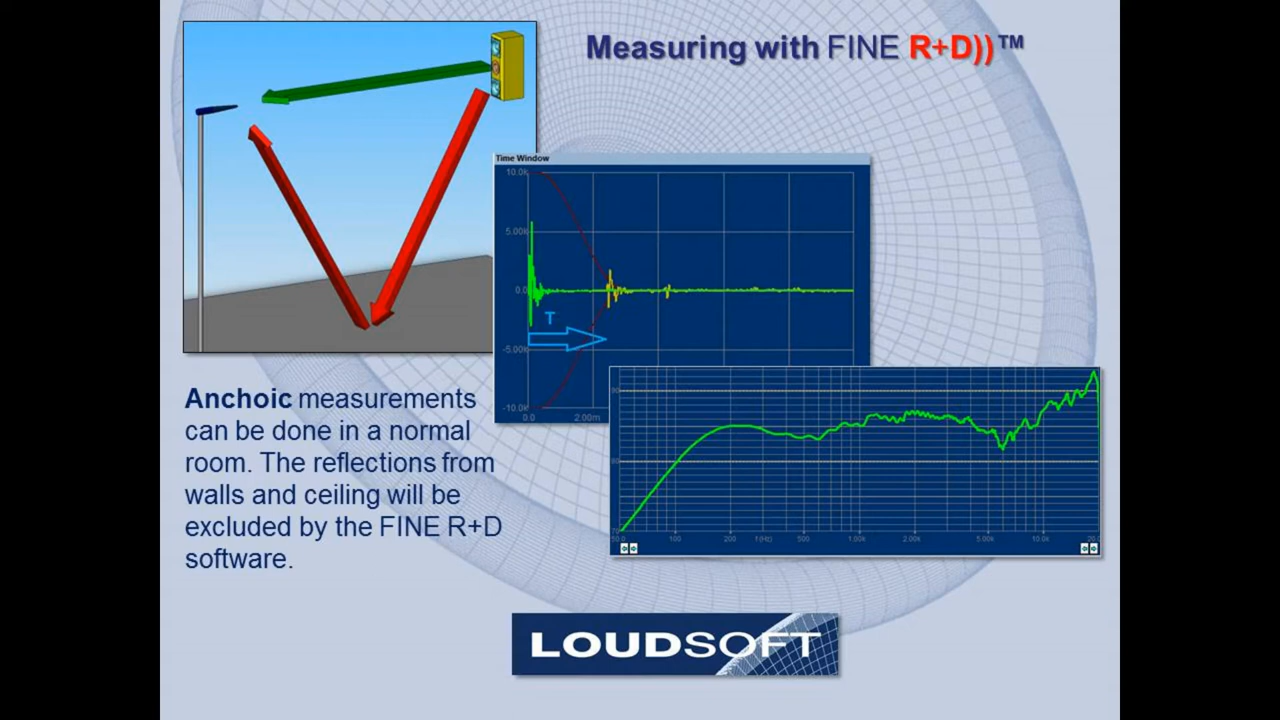 Measuring with FINE R+D))™
Time Window
10.0k
5.00k
0.0
-5.00k
-10.0k
T
0.0 2.00m
Anchoic measurements
can be done in a normal
room. The reflections from
walls and ceiling will be
excluded by the FINE R+D
software.
100 200 f(Hz) 500 1.00k 2.00k 5.00k 10.0k
LOUDSOFT